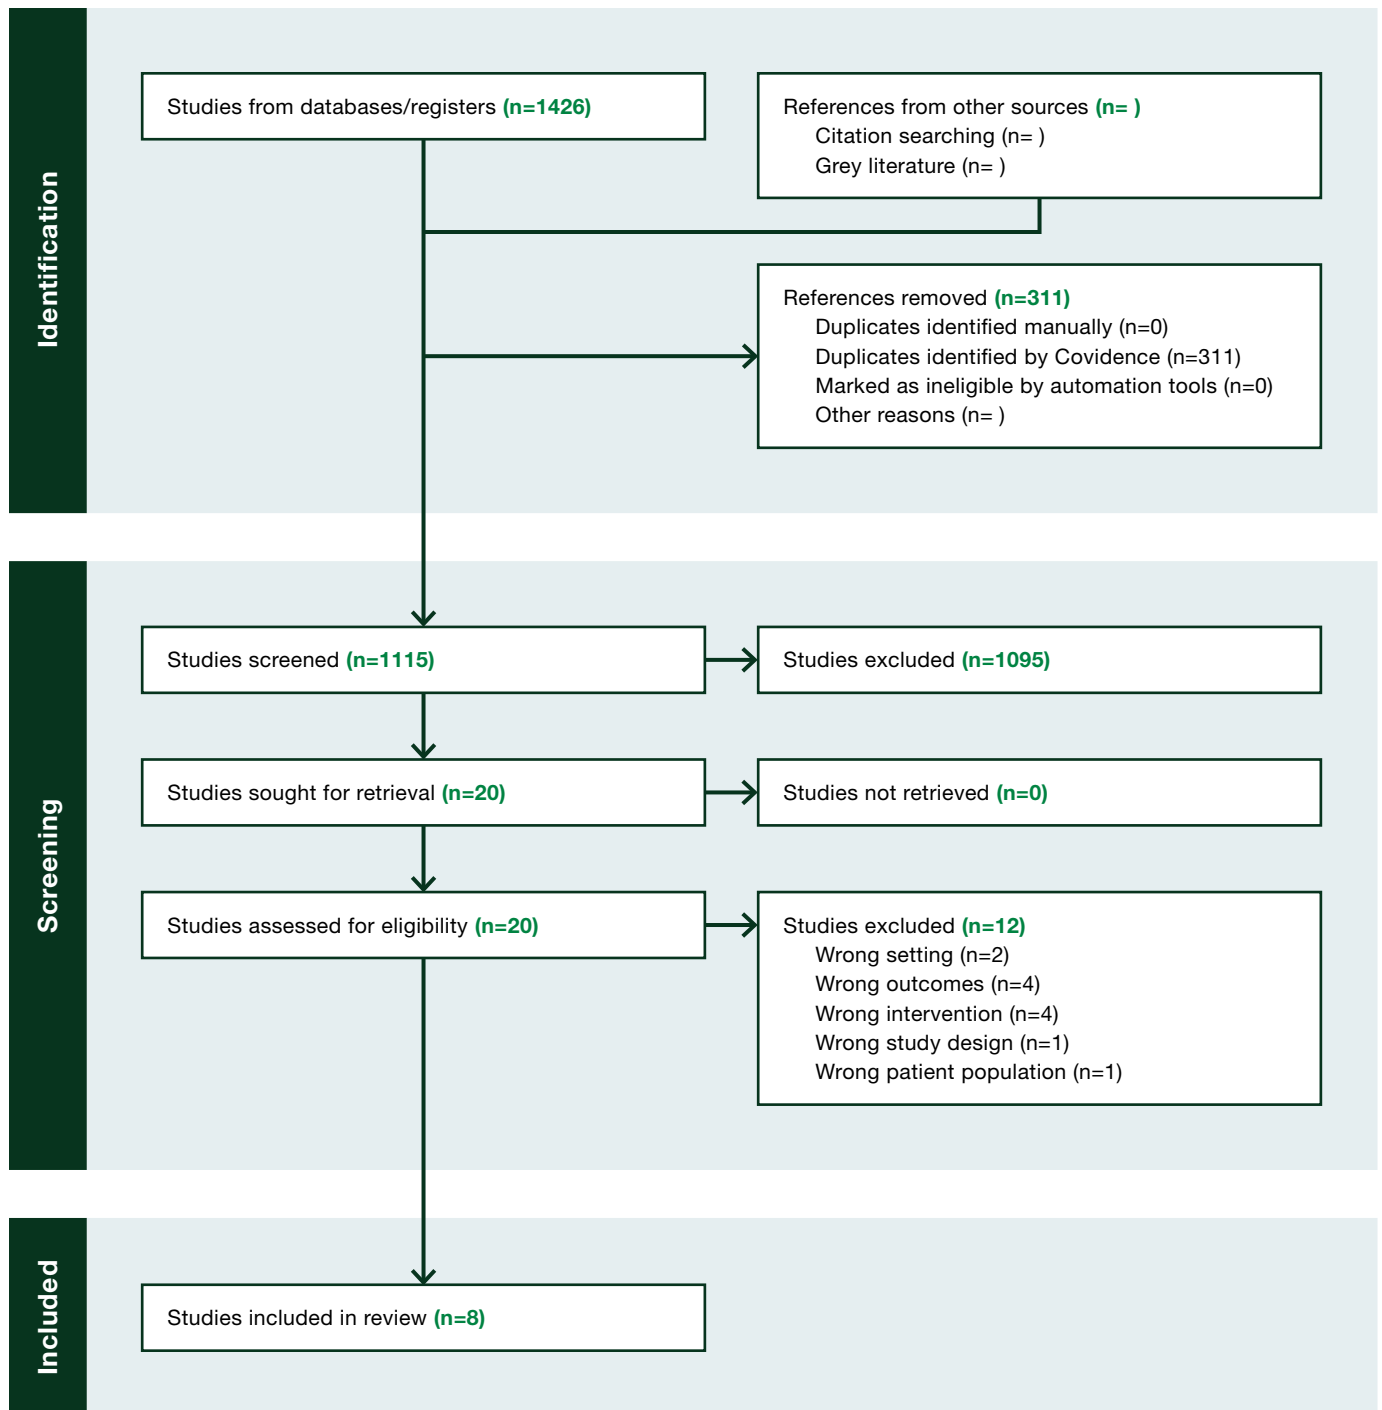 Identification
Studies from databases/registers (n=1426)
References from other sources (n= )
Citation searching (n= )
Grey literature (n= )
References removed (n=311)
Duplicates identified manually (n=0)
Duplicates identified by Covidence (n=311)
Marked as ineligible by automation tools (n=0)
Other reasons (n= )
Screening
Studies screened (n=1115)
Studies excluded (n=1095)
Studies sought for retrieval (n=20)
Studies not retrieved (n=0)
Studies assessed for eligibility (n=20)
Studies excluded (n=12)
Wrong setting (n=2)
Wrong outcomes (n=4)
Wrong intervention (n=4)
Wrong study design (n=1)
Wrong patient population (n=1)
Included
Studies included in review (n=8)